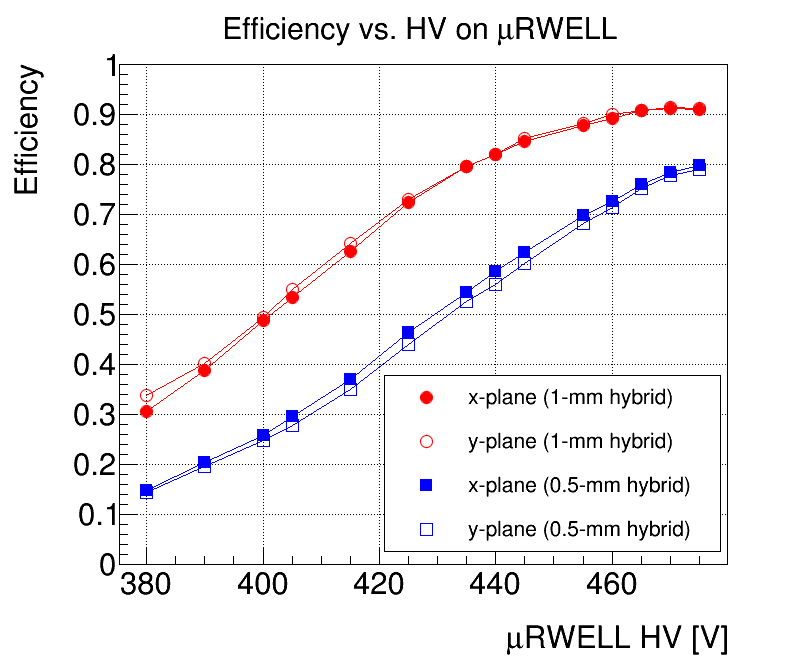 Efficiency vs. HV on μRWELL
Efficiency
1
0.9
0.8
0.7
0.6
0.5
0.4
0.3
0.2
0.1
0
x-plane (1-mm hybrid)
y-plane (1-mm hybrid)
x-plane (0.5-mm hybrid)
y-plane (0.5-mm hybrid)
380 400 420 440 460
μRWELL HV [V]